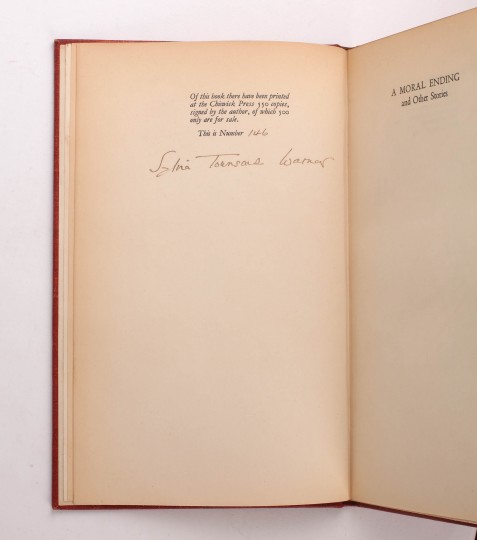 Of this book there have been printed
at the Chiswick Press 550 copies,
signed by the author, of which 500
only are for sale.
This is Number 146
Sylvia Townsend Warner
A MORAL ENDING
and Other Stories